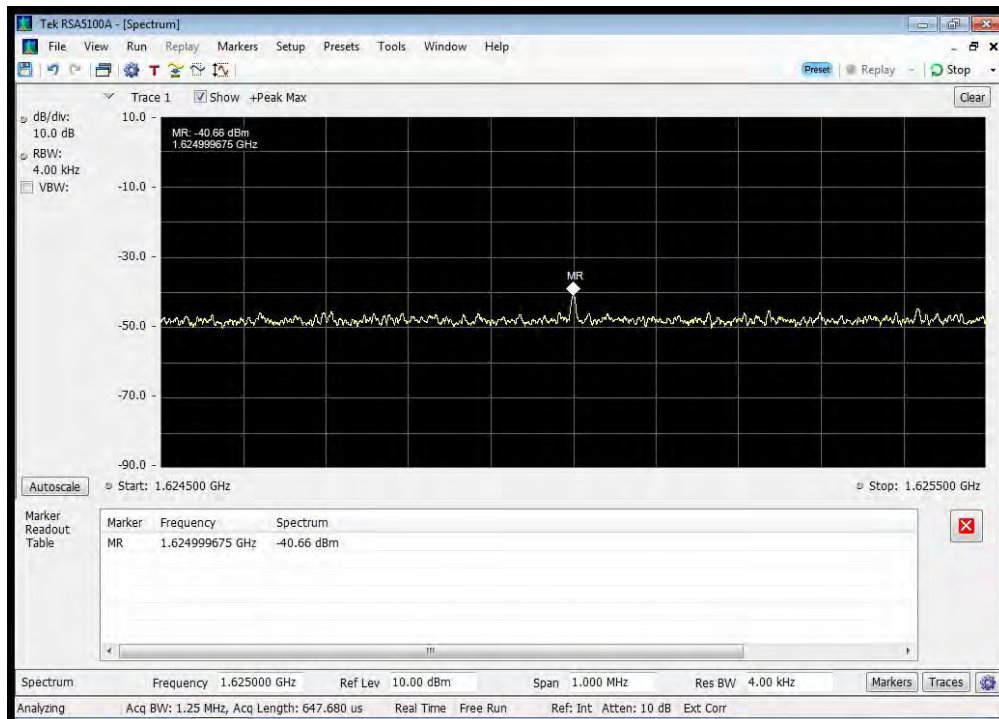 Tek RSA5100A - [Spectrum]
File View Run Replay Markers Setup Presets Tools Window Help
Preset Replay Stop
Trace 1 Show +Peak Max Clear
dB/div:
10.0 dB
RBW:
4.00 kHz
VBW:
10.0
MR: -40.66 dBm
1.624999675 GHz
-10.0
-30.0
MR
-50.0
-70.0
-90.0
Autoscale Start: 1.624500 GHz Stop: 1.625500 GHz
Marker
Readout
Table
Marker Frequency Spectrum
MR 1.624999675 GHz -40.66 dBm
Spectrum Frequency 1.625000 GHz Ref Lev 10.00 dBm Span 1.000 MHz Res BW 4.00 kHz Markers Traces
Analyzing Acq BW: 1.25 MHz, Acq Length: 647.680 us Real Time Free Run Ref: Int Atten: 10 dB Ext Corr